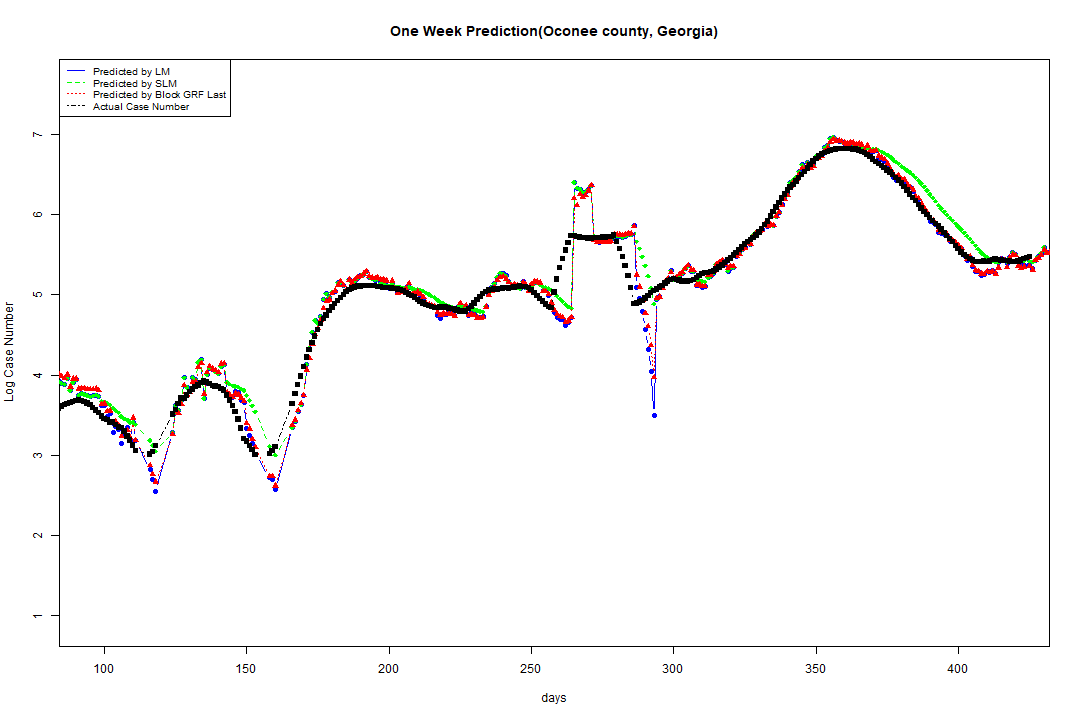 One Week Prediction(Oconee county, Georgia)
Predicted by LM
Predicted by SLM
Predicted by Block GRF Last
Actual Case Number
7
6
5
4
3
2
1
Log Case Number
100 150 200 250 300 350 400
days